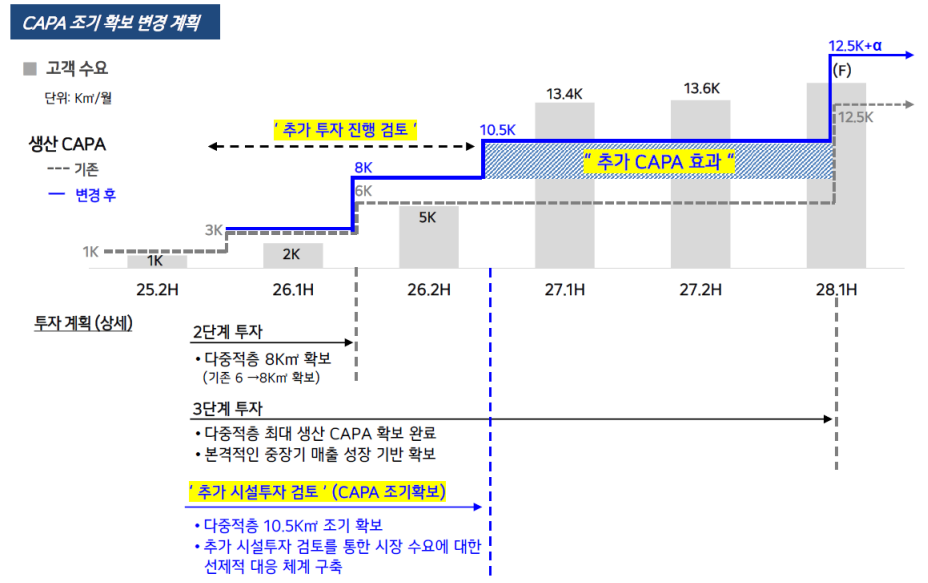 CAPA 조기 확보 변경 계획
고객 수요
단위: K㎡/월
생산 CAPA
기존
변경 후
‘ 추가 투자 진행 검토 ‘
1K
3K
8K
6K
10.5K
“ 추가 CAPA 효과 “
12.5K+α
(F)
12.5K
1K
2K
5K
13.4K
13.6K
25.2H
26.1H
26.2H
27.1H
27.2H
28.1H
투자 계획 (상세)
2단계 투자
• 다중적층 8K㎡ 확보
(기존 6 →8K㎡ 확보)
3단계 투자
• 다중적층 최대 생산 CAPA 확보 완료
• 본격적인 중장기 매출 성장 기반 확보
‘ 추가 시설투자 검토 ‘ (CAPA 조기확보)
• 다중적층 10.5K㎡ 조기 확보
• 추가 시설투자 검토를 통한 시장 수요에 대한
선제적 대응 체계 구축